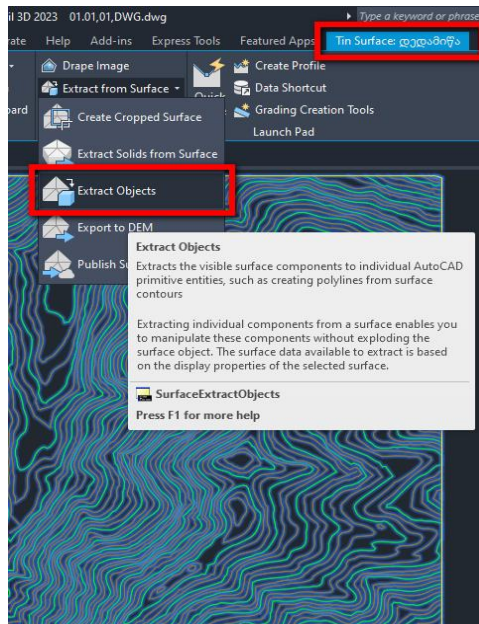 il 3D 2023 01.01,01,DWG.dwg
Type a keyword or phrase
rate Help Add-ins Express Tools Featured Apps Tin Surface: დედამიწა
Drape Image
Create Profile
Extract from Surface
Data Shortcut
Quick
ard
Create Cropped Surface
Grading Creation Tools
Launch Pad
Extract Solids from Surface
Extract Objects
Export to DEM
Publish Su
Extract Objects
Extracts the visible surface components to individual AutoCAD
primitive entities, such as creating polylines from surface
contours
Extracting individual components from a surface enables you
to manipulate these components without exploding the
surface object. The surface data available to extract is based
on the display properties of the selected surface.
SurfaceExtractObjects
Press F1 for more help